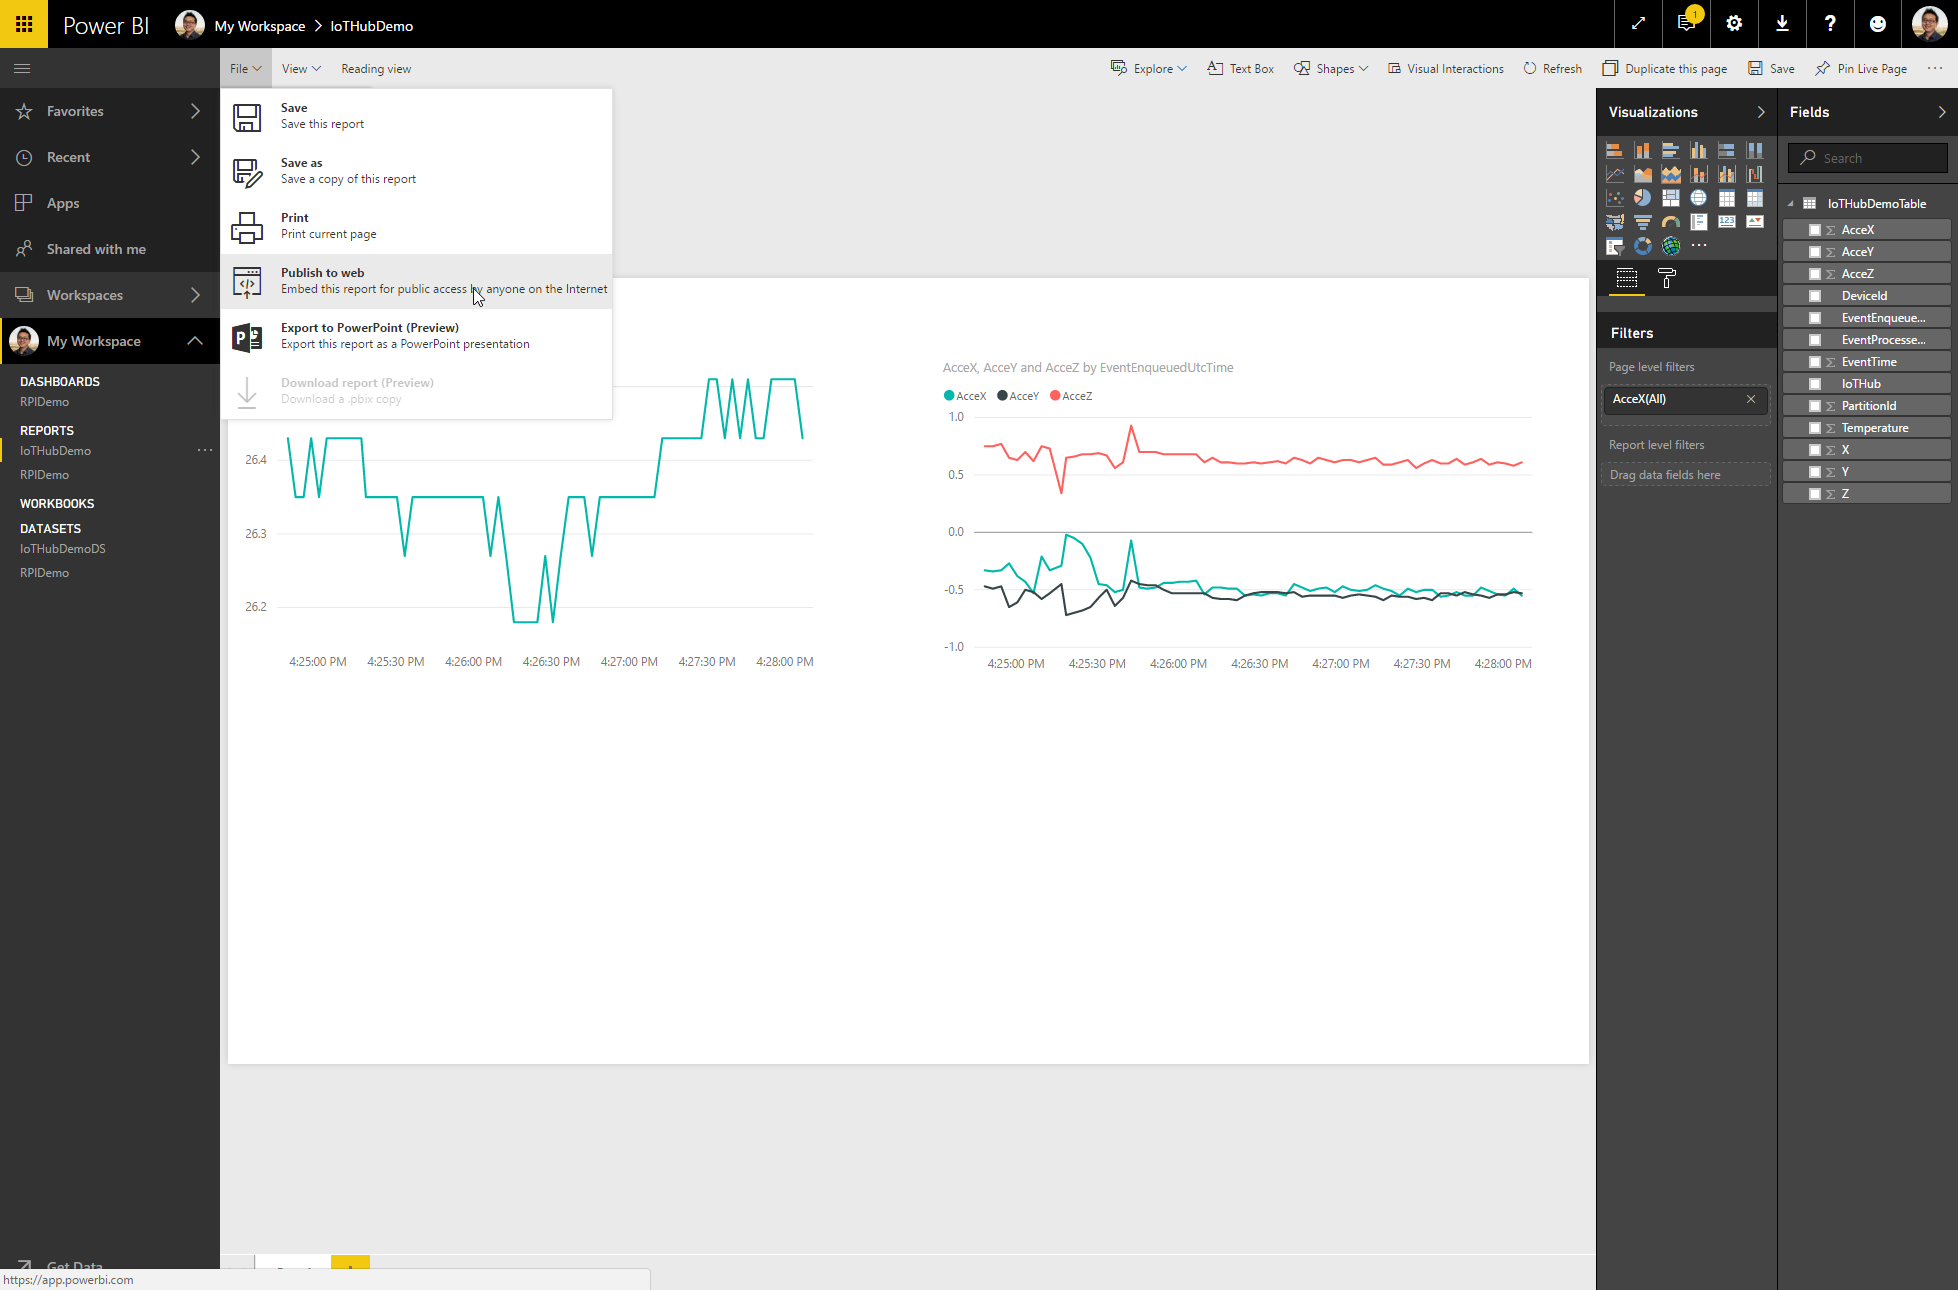 Power BI
My Workspace
IoTHubDemo
1
?
File
View
Reading view
Explore
Text Box
Shapes
Visual Interactions
Refresh
Duplicate this page
Save
Pin Live Page
Favorites
Recent
Apps
Shared with me
Workspaces
My Workspace
DASHBOARDS
RPIDemo
REPORTS
IoTHubDemo
RPIDemo
WORKBOOKS
DATASETS
IoTHubDemoDS
RPIDemo
Get Data
https://app.powerbi.com
Save
Save this report
Save as
Save a copy of this report
Print
Print current page
Publish to web
Embed this report for public access by anyone on the Internet
Export to PowerPoint (Preview)
Export this report as a PowerPoint presentation
Download report (Preview)
Download a .pbix copy
26.4
26.3
26.2
4:25:00 PM 4:25:30 PM 4:26:00 PM 4:26:30 PM 4:27:00 PM 4:27:30 PM 4:28:00 PM
AcceX, AcceY and AcceZ by EventEnqueuedUtcTime
AcceX AcceY AcceZ
1.0
0.5
0.0
-0.5
-1.0
4:25:00 PM 4:25:30 PM 4:26:00 PM 4:26:30 PM 4:27:00 PM 4:27:30 PM 4:28:00 PM
Visualizations
123
Filters
Page level filters
AcceX(All)
Report level filters
Drag data fields here
Fields
Search
IoTHubDemoTable
AcceX
AcceY
AcceZ
DeviceId
EventEnqueue...
EventProcesse...
EventTime
IoTHub
PartitionId
Temperature
X
Y
Z